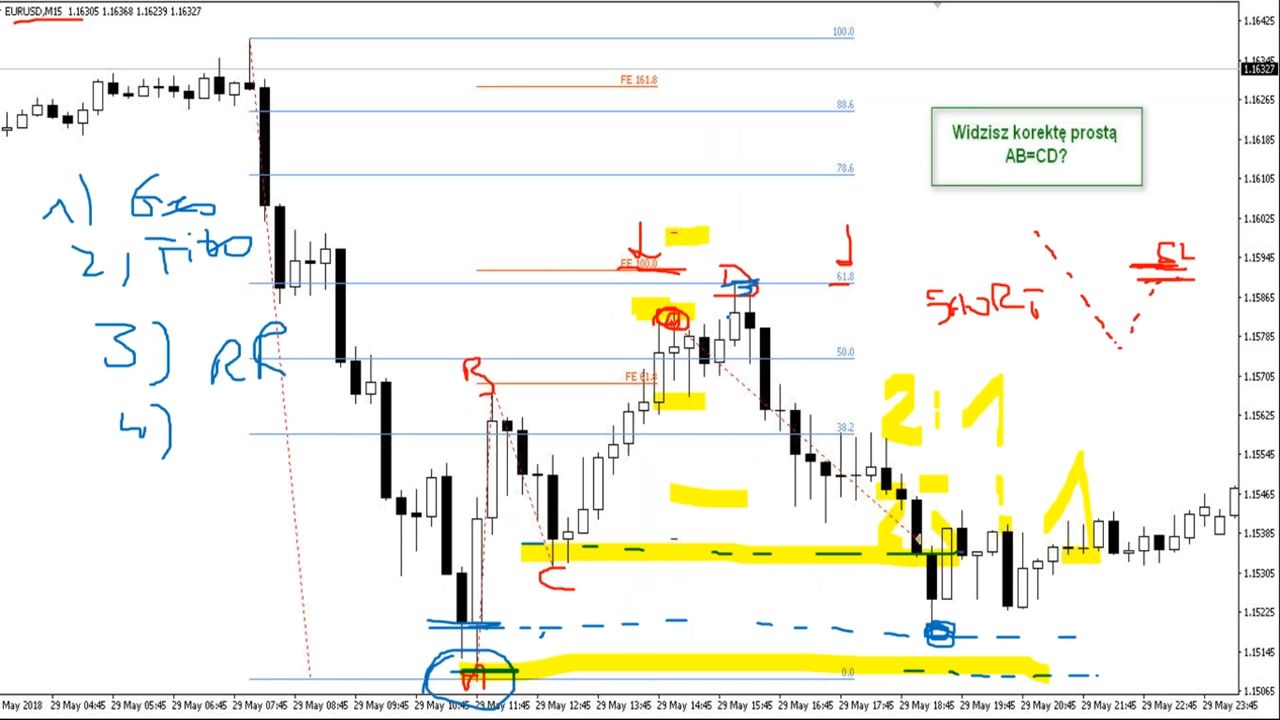 EURUSD,M15 1.16305 1.16368 1.16239 1.16327
1.16425
1.16345
1.16327
1.16265
1.16185
1.16105
1.16025
1.15945
1.15865
1.15785
1.15705
1.15625
1.15545
1.15465
1.15385
1.15305
1.15225
1.15145
1.15065
100.0
FE 161.8
88.6
78.6
FE 100.0
61.8
50.0
FE 61.8
38.2
0.0
Widzisz korektę prostą
AB=CD?
1)
2, Fibo
3) RR
4)
D
B
C
A
SHORT
SL
2:1
1
May 2018
29 May 04:45
29 May 05:45
29 May 06:45
29 May 07:45
29 May 08:45
29 May 09:45
29 May 10:45
29 May 11:45
29 May 12:45
29 May 13:45
29 May 14:45
29 May 15:45
29 May 16:45
29 May 17:45
29 May 18:45
29 May 19:45
29 May 20:45
29 May 21:45
29 May 22:45
29 May 23:45